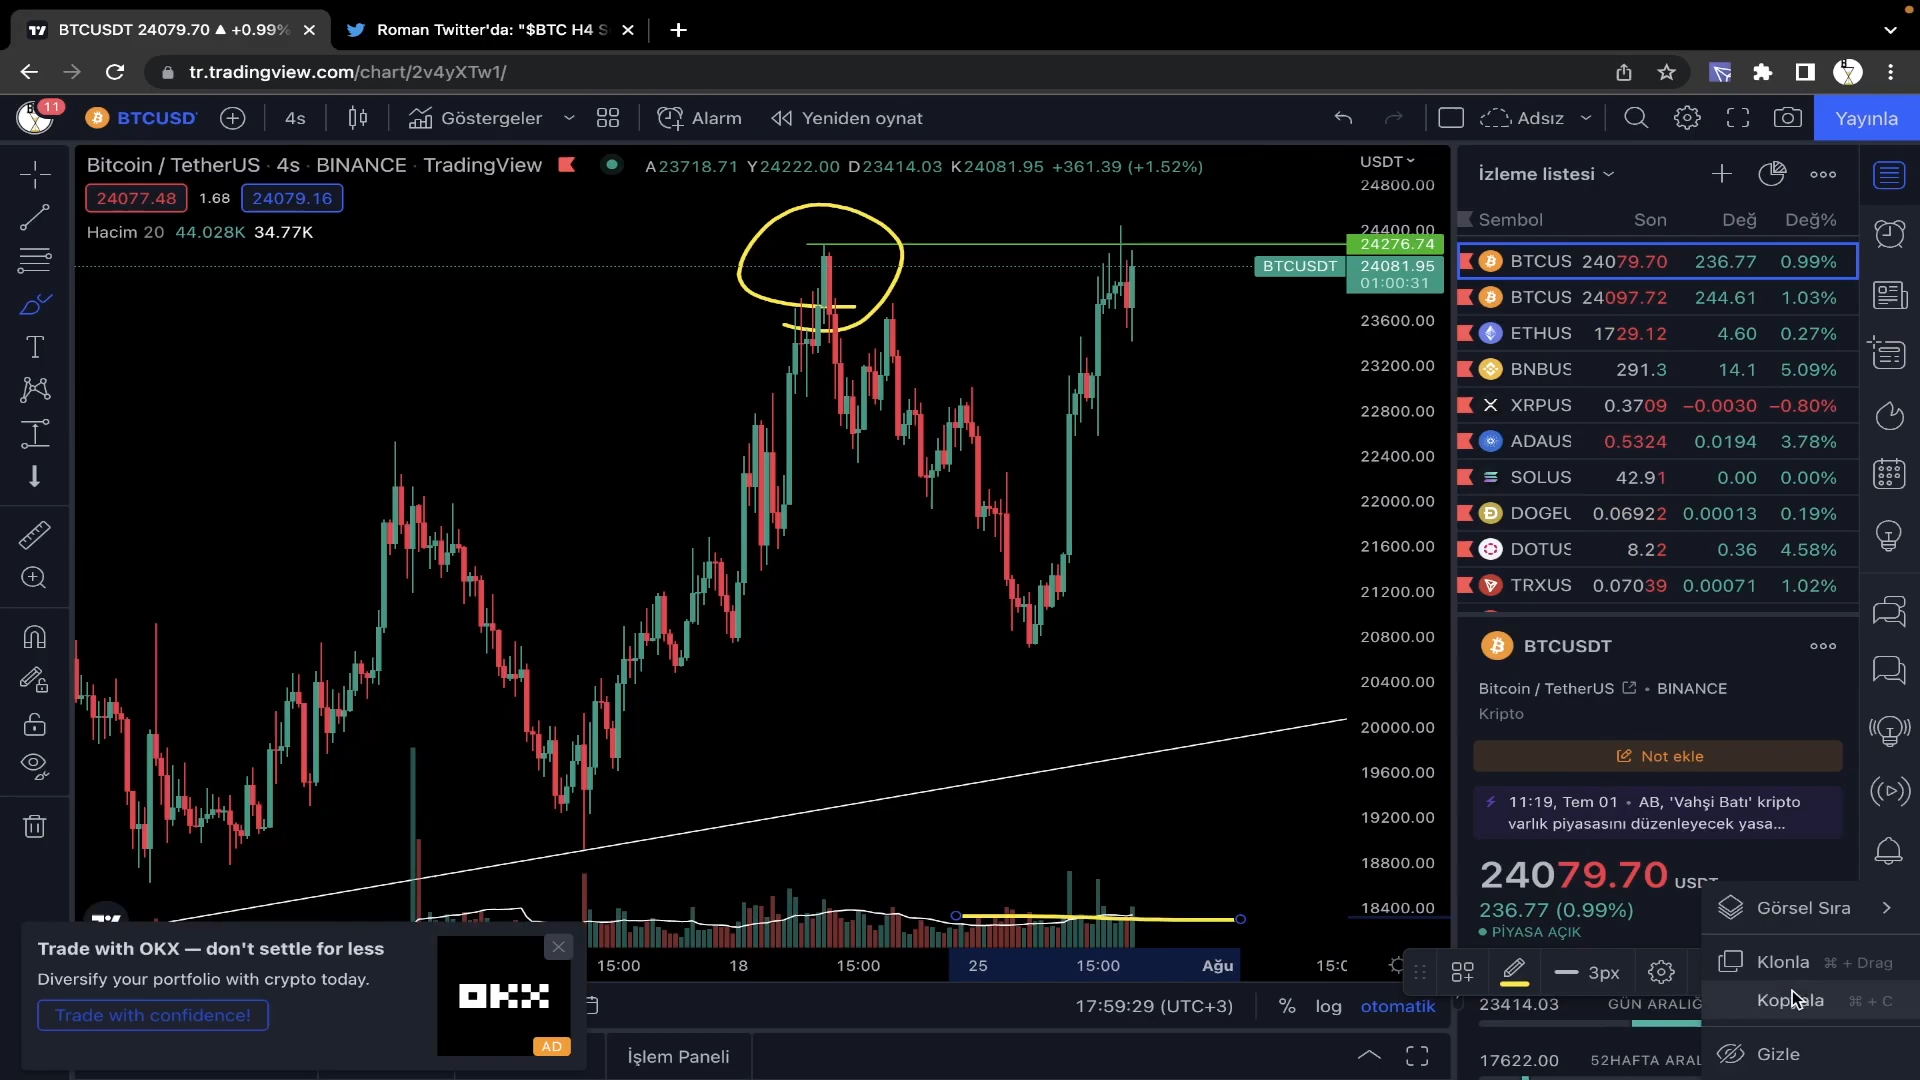 BTCUSDT 24079.70 ▲ +0.99%
Roman Twitter'da: "$BTC H4 S
tr.tradingview.com/chart/2v4yXTw1/
11
BTCUSD
4s
Göstergeler
Alarm
Yeniden oynat
Adsız
Yayınla
Bitcoin / TetherUS · 4s · BINANCE · TradingView
A23718.71 Y24222.00 D23414.03 K24081.95 +361.39 (+1.52%)
24077.48 1.68 24079.16
Hacim 20 44.028K 34.77K
USDT
24800.00
24400.00
24276.74
BTCUSDT
24081.95
01:00:31
23600.00
23200.00
22800.00
22400.00
22000.00
21600.00
21200.00
20800.00
20400.00
20000.00
19600.00
19200.00
18800.00
18400.00
15:00
18
15:00
25
15:00
Ağu
15:0
Trade with OKX — don't settle for less
Diversify your portfolio with crypto today.
Trade with confidence!
OKX
AD
17:59:29 (UTC+3)
%
log
otomatik
İşlem Paneli
İzleme listesi
Sembol Son Değ Değ%
BTCUS 24079.70 236.77 0.99%
BTCUS 24097.72 244.61 1.03%
ETHUS 1729.12 4.60 0.27%
BNBUS 291.3 14.1 5.09%
XRPUS 0.3709 −0.0030 −0.80%
ADAUS 0.5324 0.0194 3.78%
SOLUS 42.91 0.00 0.00%
DOGEU 0.06922 0.00013 0.19%
DOTUS 8.22 0.36 4.58%
TRXUS 0.07039 0.00071 1.02%
BTCUSDT
Bitcoin / TetherUS • BINANCE
Kripto
Not ekle
11:19, Tem 01 • AB, 'Vahşi Batı' kripto
varlık piyasasını düzenleyecek yasa...
24079.70 USDT
236.77 (0.99%)
PİYASA AÇIK
3px
23414.03 GÜN ARALIĞ
17622.00 52HAFTA ARAL
Görsel Sıra
Klonla ⌘ + Drag
Kopyala ⌘ + C
Gizle